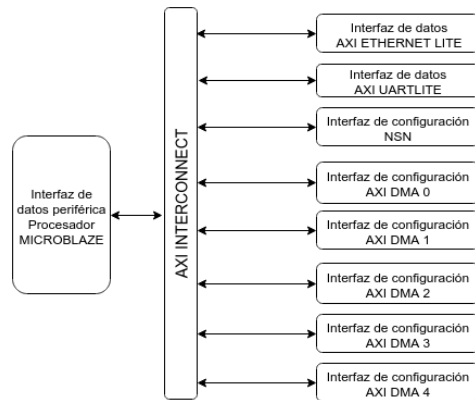 Interfaz de
datos periférica
Procesador
MICROBLAZE
AXI INTERCONNECT
Interfaz de datos
AXI ETHERNET LITE
Interfaz de datos
AXI UARTLITE
Interfaz de configuración
NSN
Interfaz de configuración
AXI DMA 0
Interfaz de configuración
AXI DMA 1
Interfaz de configuración
AXI DMA 2
Interfaz de configuración
AXI DMA 3
Interfaz de configuración
AXI DMA 4